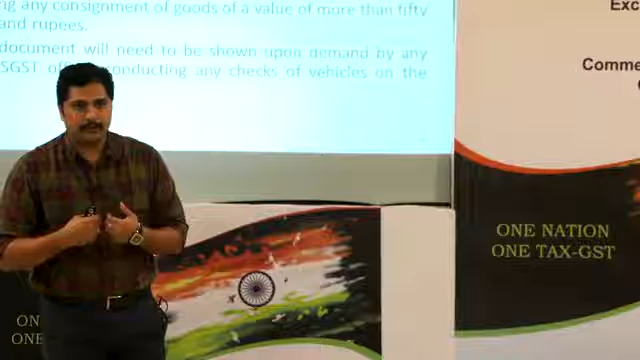 ing any consignment of goods of a value of more than fifty
and rupees.
document will need to be shown upon demand by any
SGST off conducting any checks of vehicles on the
Exc
Comme
ONE NATION
ONE TAX-GST
ON
ONE